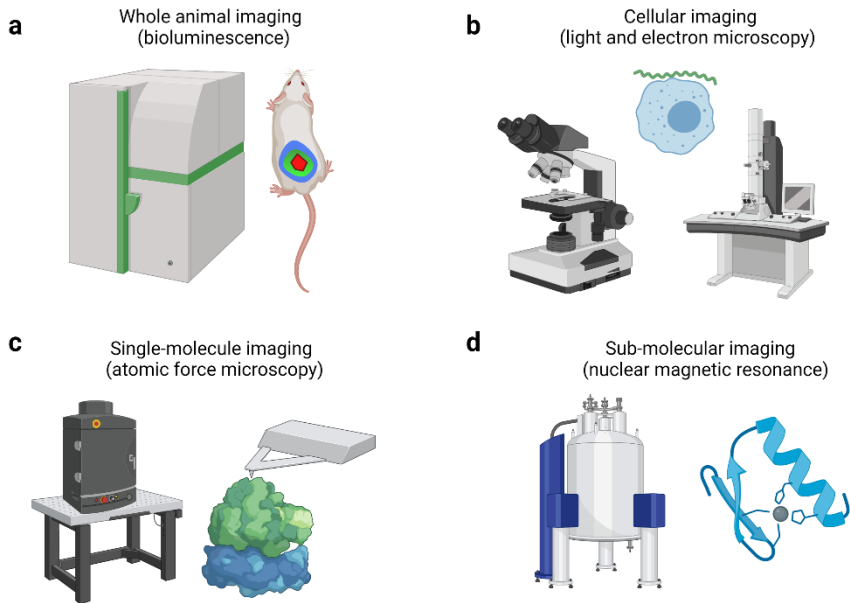 a
Whole animal imaging
(bioluminescence)
b
Cellular imaging
(light and electron microscopy)
c
Single-molecule imaging
(atomic force microscopy)
d
Sub-molecular imaging
(nuclear magnetic resonance)